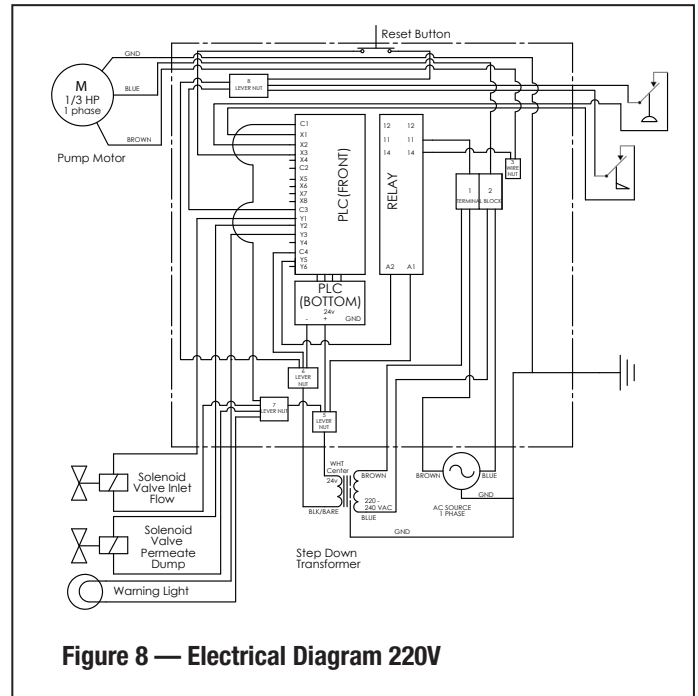 Reset Button
GND
M
1/3 HP
1 phase
BLUE
BROWN
Pump Motor
8
LEVER NUT
C1
X1
X2
X3
X4
C2
X5
X6
X7
X8
C3
Y1
Y2
Y3
Y4
C4
Y5
Y6
PLC (FRONT)
12
11
14
12
11
14
RELAY
A2
A1
3
WIRE
NUT
1
2
TERMINAL BLOCK
PLC
(BOTTOM)
24v
-
+
GND
LEVER
NUT
7
LEVER NUT
5
LEVER
NUT
WHT
Center
24v
BROWN
220 -
240 VAC
BLUE
BLK/BARE
GND
BROWN
BLUE
GND
AC SOURCE
1 PHASE
Solenoid
Valve Inlet
Flow
Solenoid
Valve
Permeate
Dump
Step Down
Transformer
Warning Light
Figure 8 — Electrical Diagram 220V